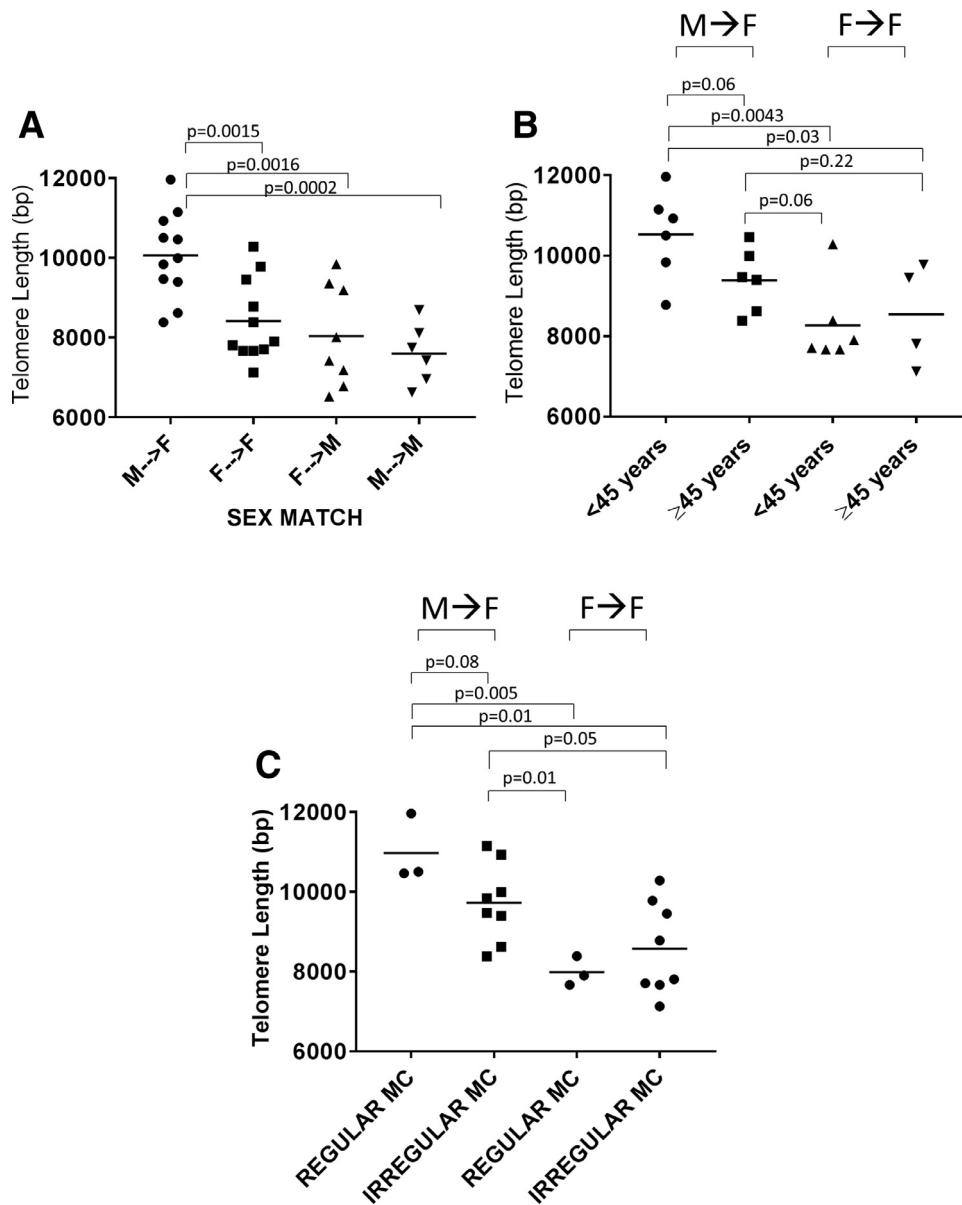 M→F F→F
p=0.06
p=0.0043
p=0.03
p=0.22
p=0.06
B
Telomere Length (bp)
12000
10000
8000
6000
<45 years
≥45 years
<45 years
≥45 years
A
p=0.0015
p=0.0016
p=0.0002
Telomere Length (bp)
12000
10000
8000
6000
M-->F
F-->F
F-->M
M-->M
SEX MATCH
M→F F→F
p=0.08
p=0.005
p=0.01
p=0.05
p=0.01
C
Telomere Length (bp)
12000
10000
8000
6000
REGULAR MC
IRREGULAR MC
REGULAR MC
IRREGULAR MC